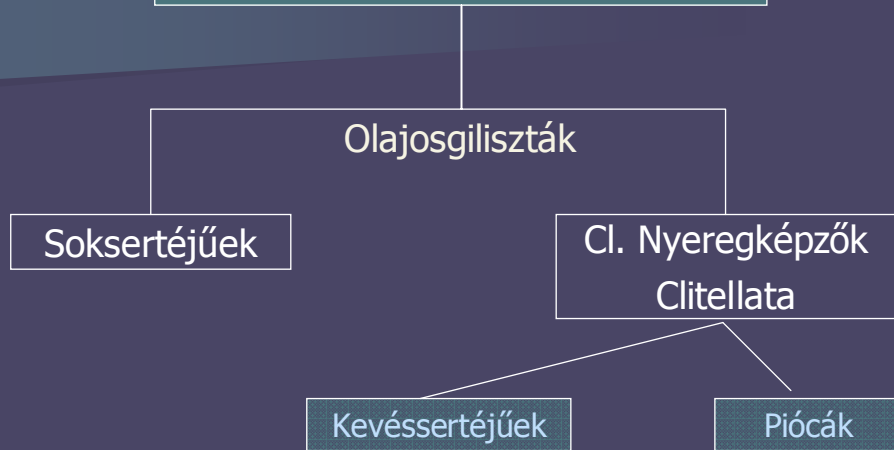 Olajosgiliszták
Soksertéjűek
Cl. Nyeregképzők
Clitellata
Kevéssertéjűek
Piócák